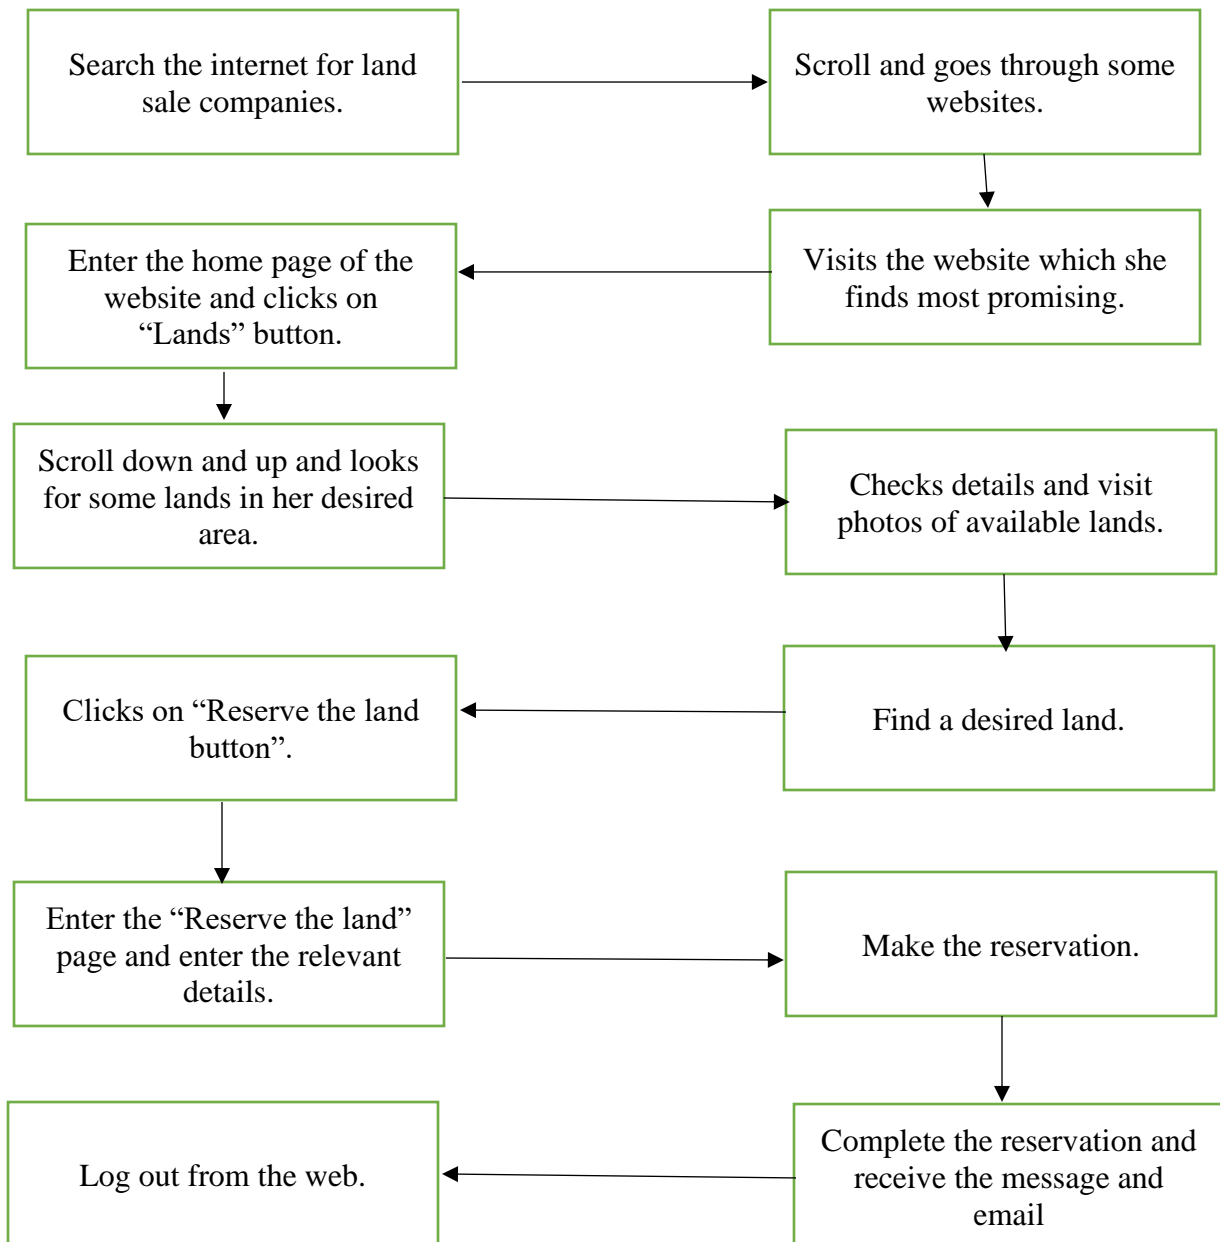 Search the internet for land
sale companies.
Scroll and goes through some
websites.
Visits the website which she
finds most promising.
Enter the home page of the
website and clicks on
“Lands” button.
Scroll down and up and looks
for some lands in her desired
area.
Checks details and visit
photos of available lands.
Find a desired land.
Clicks on “Reserve the land
button”.
Enter the “Reserve the land”
page and enter the relevant
details.
Make the reservation.
Complete the reservation and
receive the message and
email
Log out from the web.